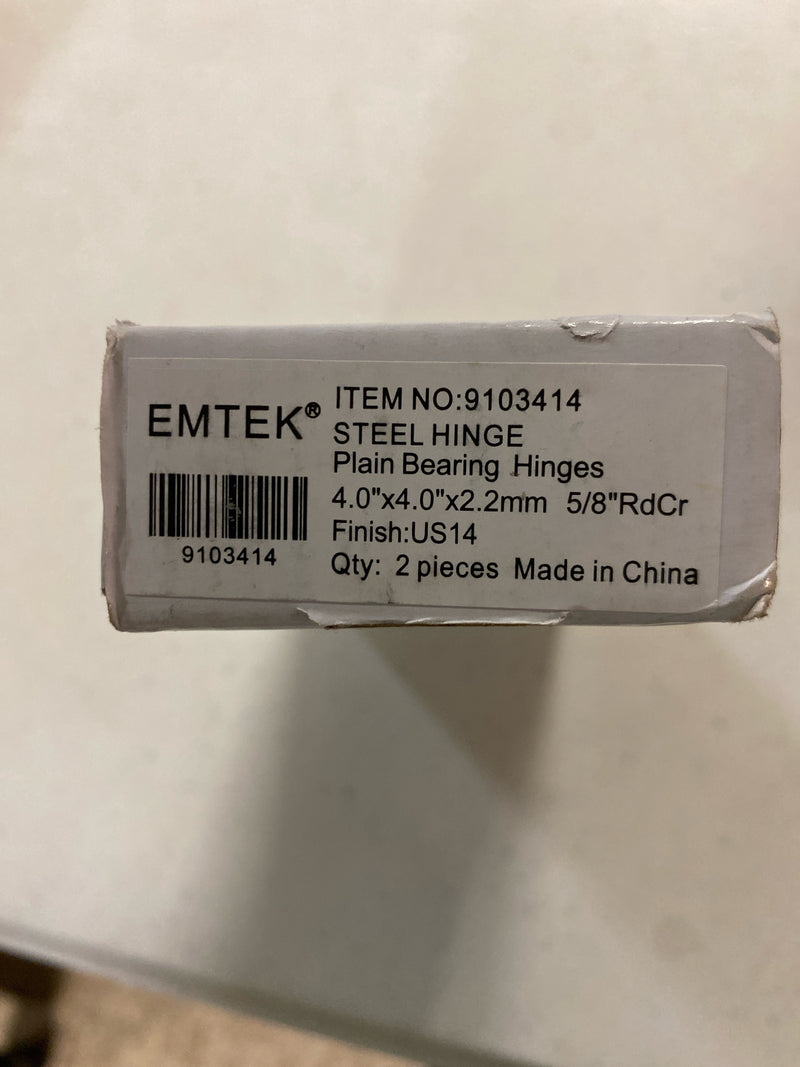 EMTEK®
9103414
ITEM NO:9103414
STEEL HINGE
Plain Bearing Hinges
4.0"x4.0"x2.2mm 5/8"RdCr
Finish:US14
Qty: 2 pieces Made in China